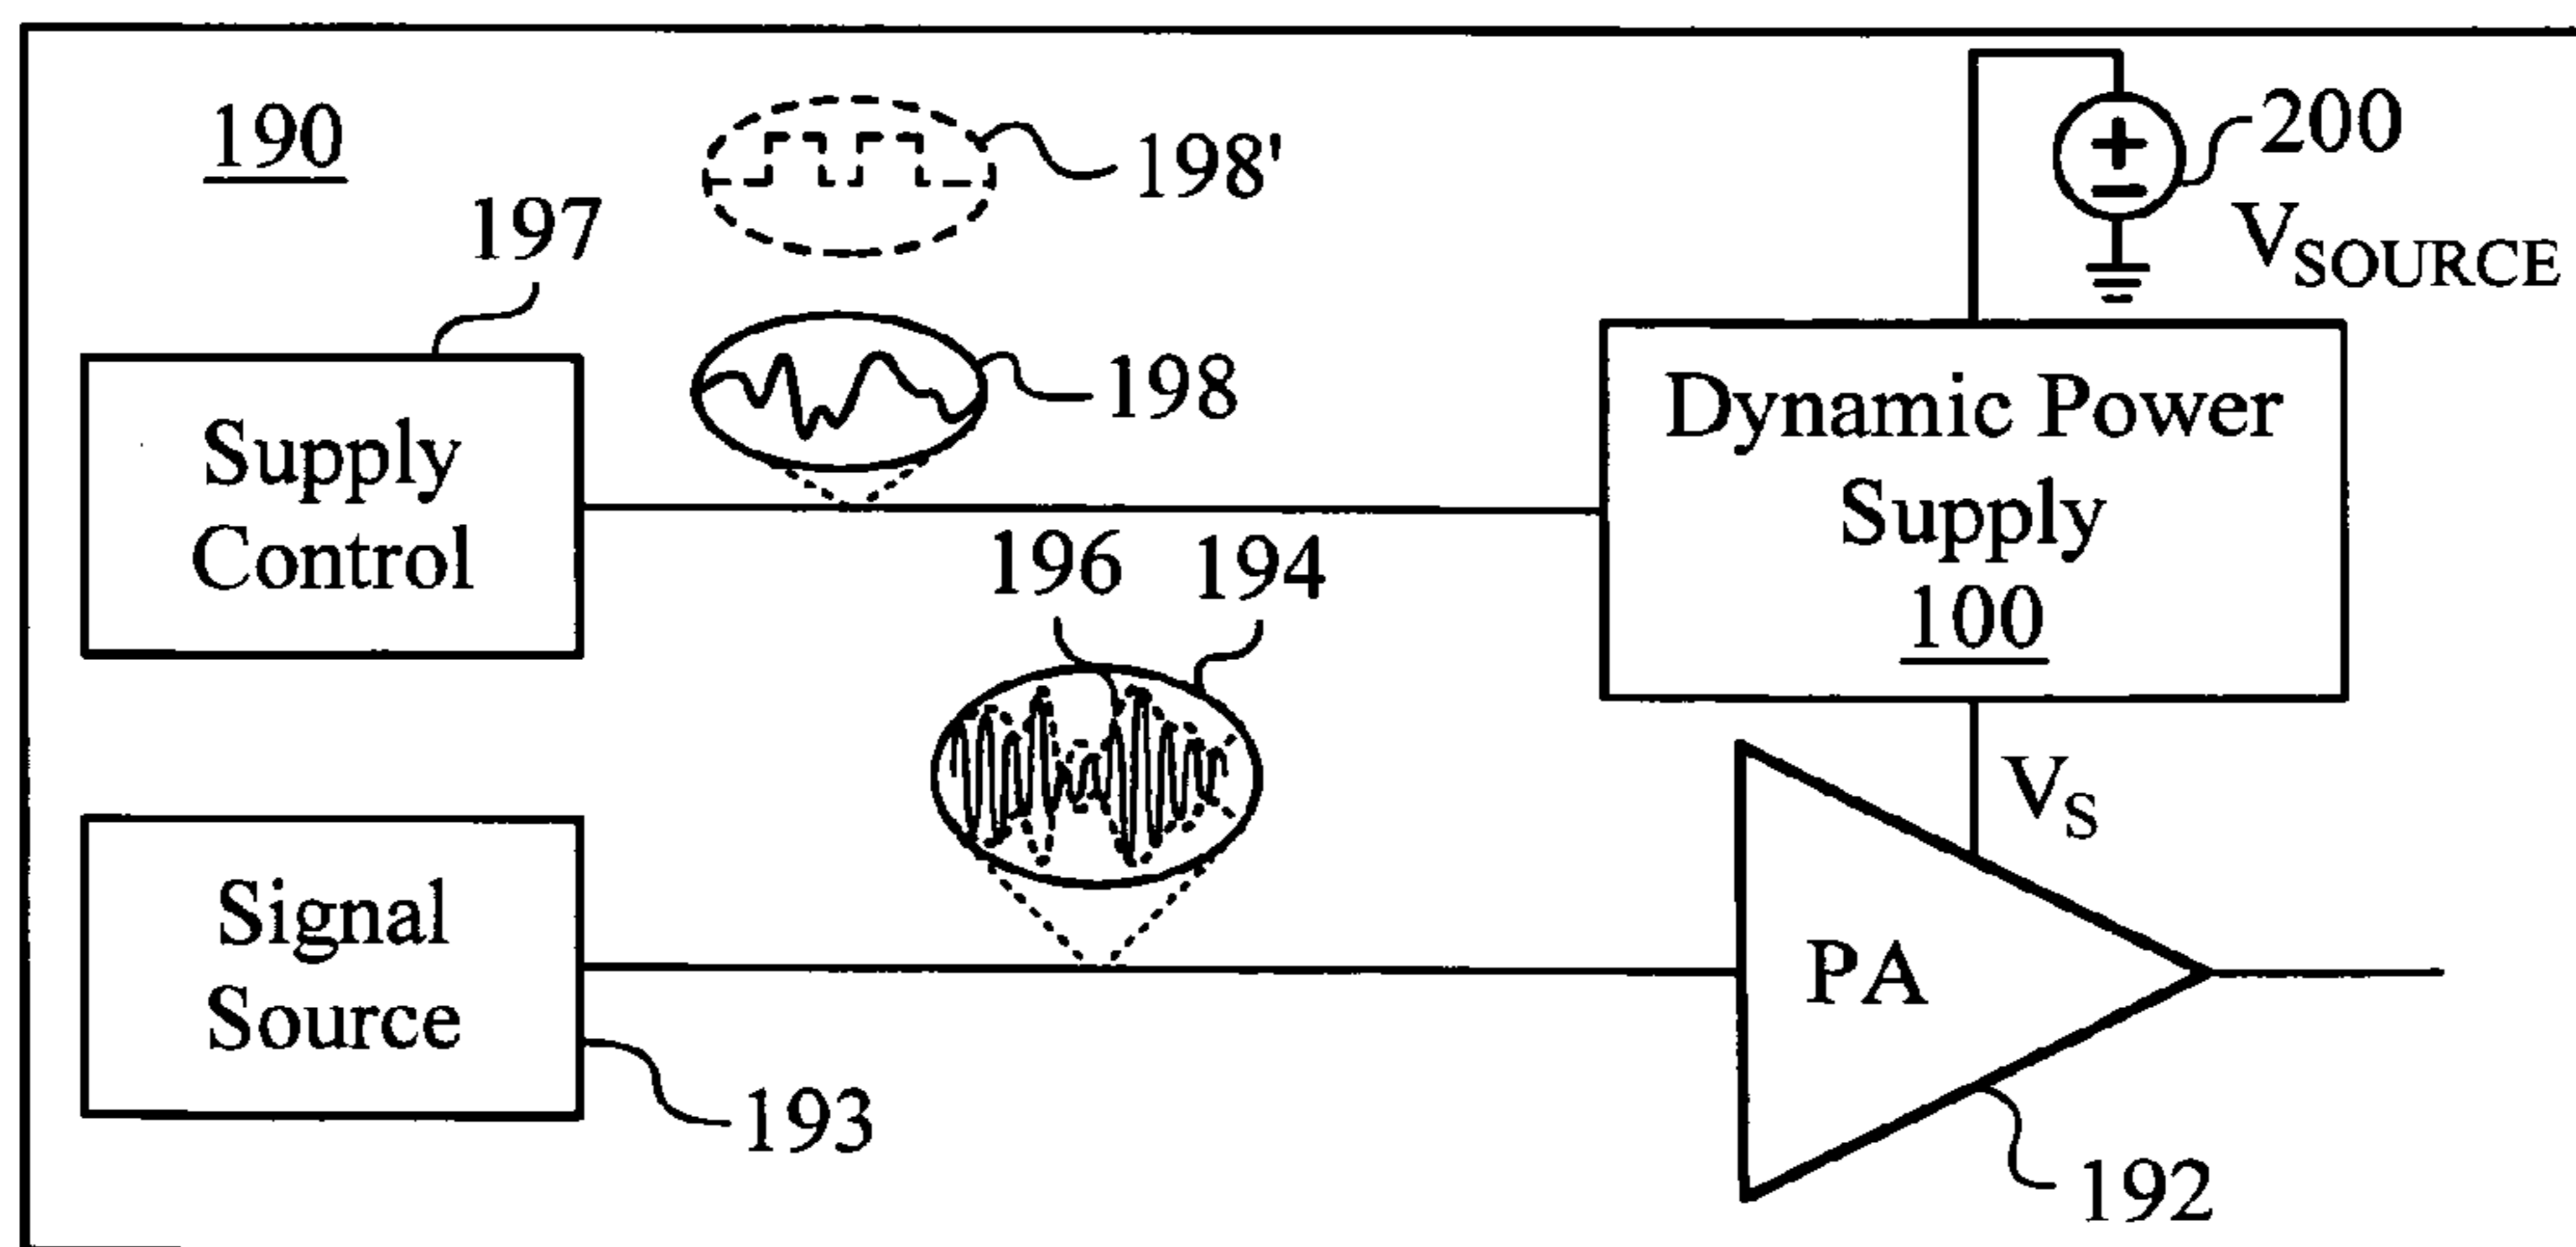 190
198'
200
+
−
V_SOURCE
197
198
Supply
Control
Dynamic Power
Supply
100
196
194
V_S
Signal
Source
PA
193
192